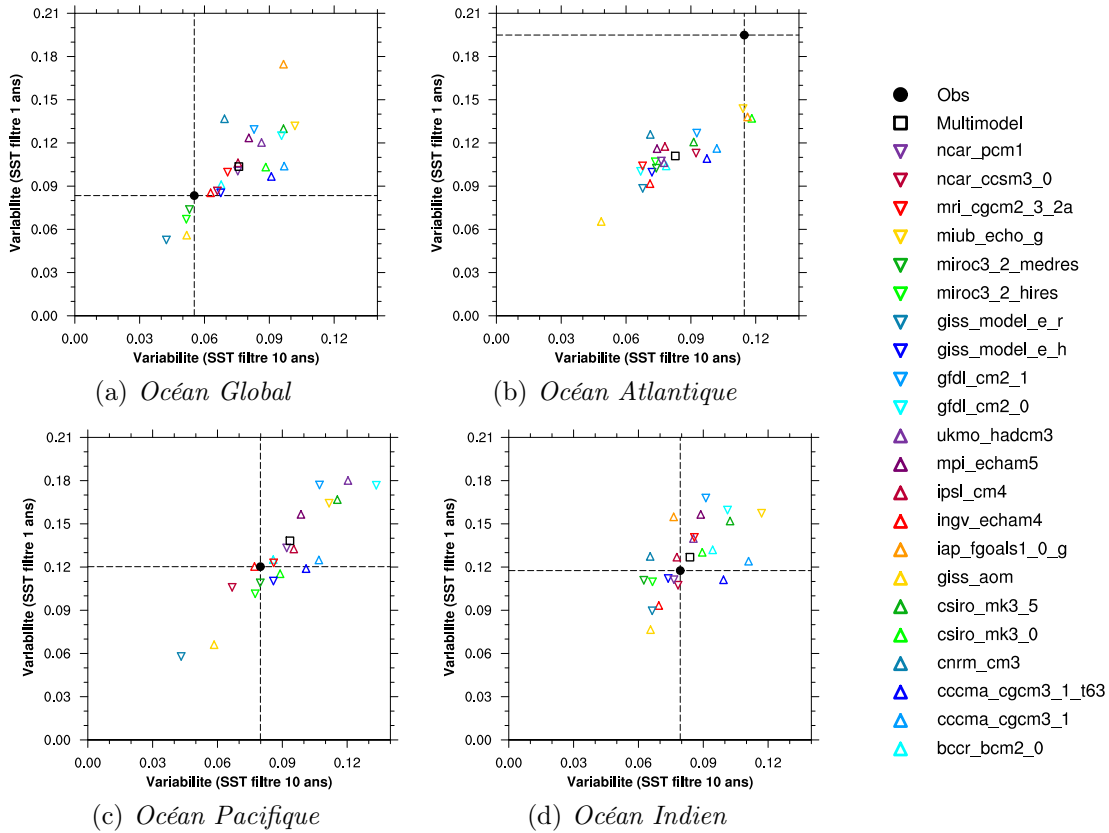 0.21
0.18
0.15
0.12
0.09
0.06
0.03
0.00
Variabilite (SST filtre 1 ans)
0.00 0.03 0.06 0.09 0.12
Variabilite (SST filtre 10 ans)
(a) Océan Global
0.21
0.18
0.15
0.12
0.09
0.06
0.03
0.00
Variabilite (SST filtre 1 ans)
0.00 0.03 0.06 0.09 0.12
Variabilite (SST filtre 10 ans)
(b) Océan Atlantique
0.21
0.18
0.15
0.12
0.09
0.06
0.03
0.00
Variabilite (SST filtre 1 ans)
0.00 0.03 0.06 0.09 0.12
Variabilite (SST filtre 10 ans)
(c) Océan Pacifique
0.21
0.18
0.15
0.12
0.09
0.06
0.03
0.00
Variabilite (SST filtre 1 ans)
0.00 0.03 0.06 0.09 0.12
Variabilite (SST filtre 10 ans)
(d) Océan Indien
Obs
Multimodel
ncar_pcm1
ncar_ccsm3_0
mri_cgcm2_3_2a
miub_echo_g
miroc3_2_medres
miroc3_2_hires
giss_model_e_r
giss_model_e_h
gfdl_cm2_1
gfdl_cm2_0
ukmo_hadcm3
mpi_echam5
ipsl_cm4
ingv_echam4
iap_fgoals1_0_g
giss_aom
csiro_mk3_5
csiro_mk3_0
cnrm_cm3
cccma_cgcm3_1_t63
cccma_cgcm3_1
bccr_bcm2_0